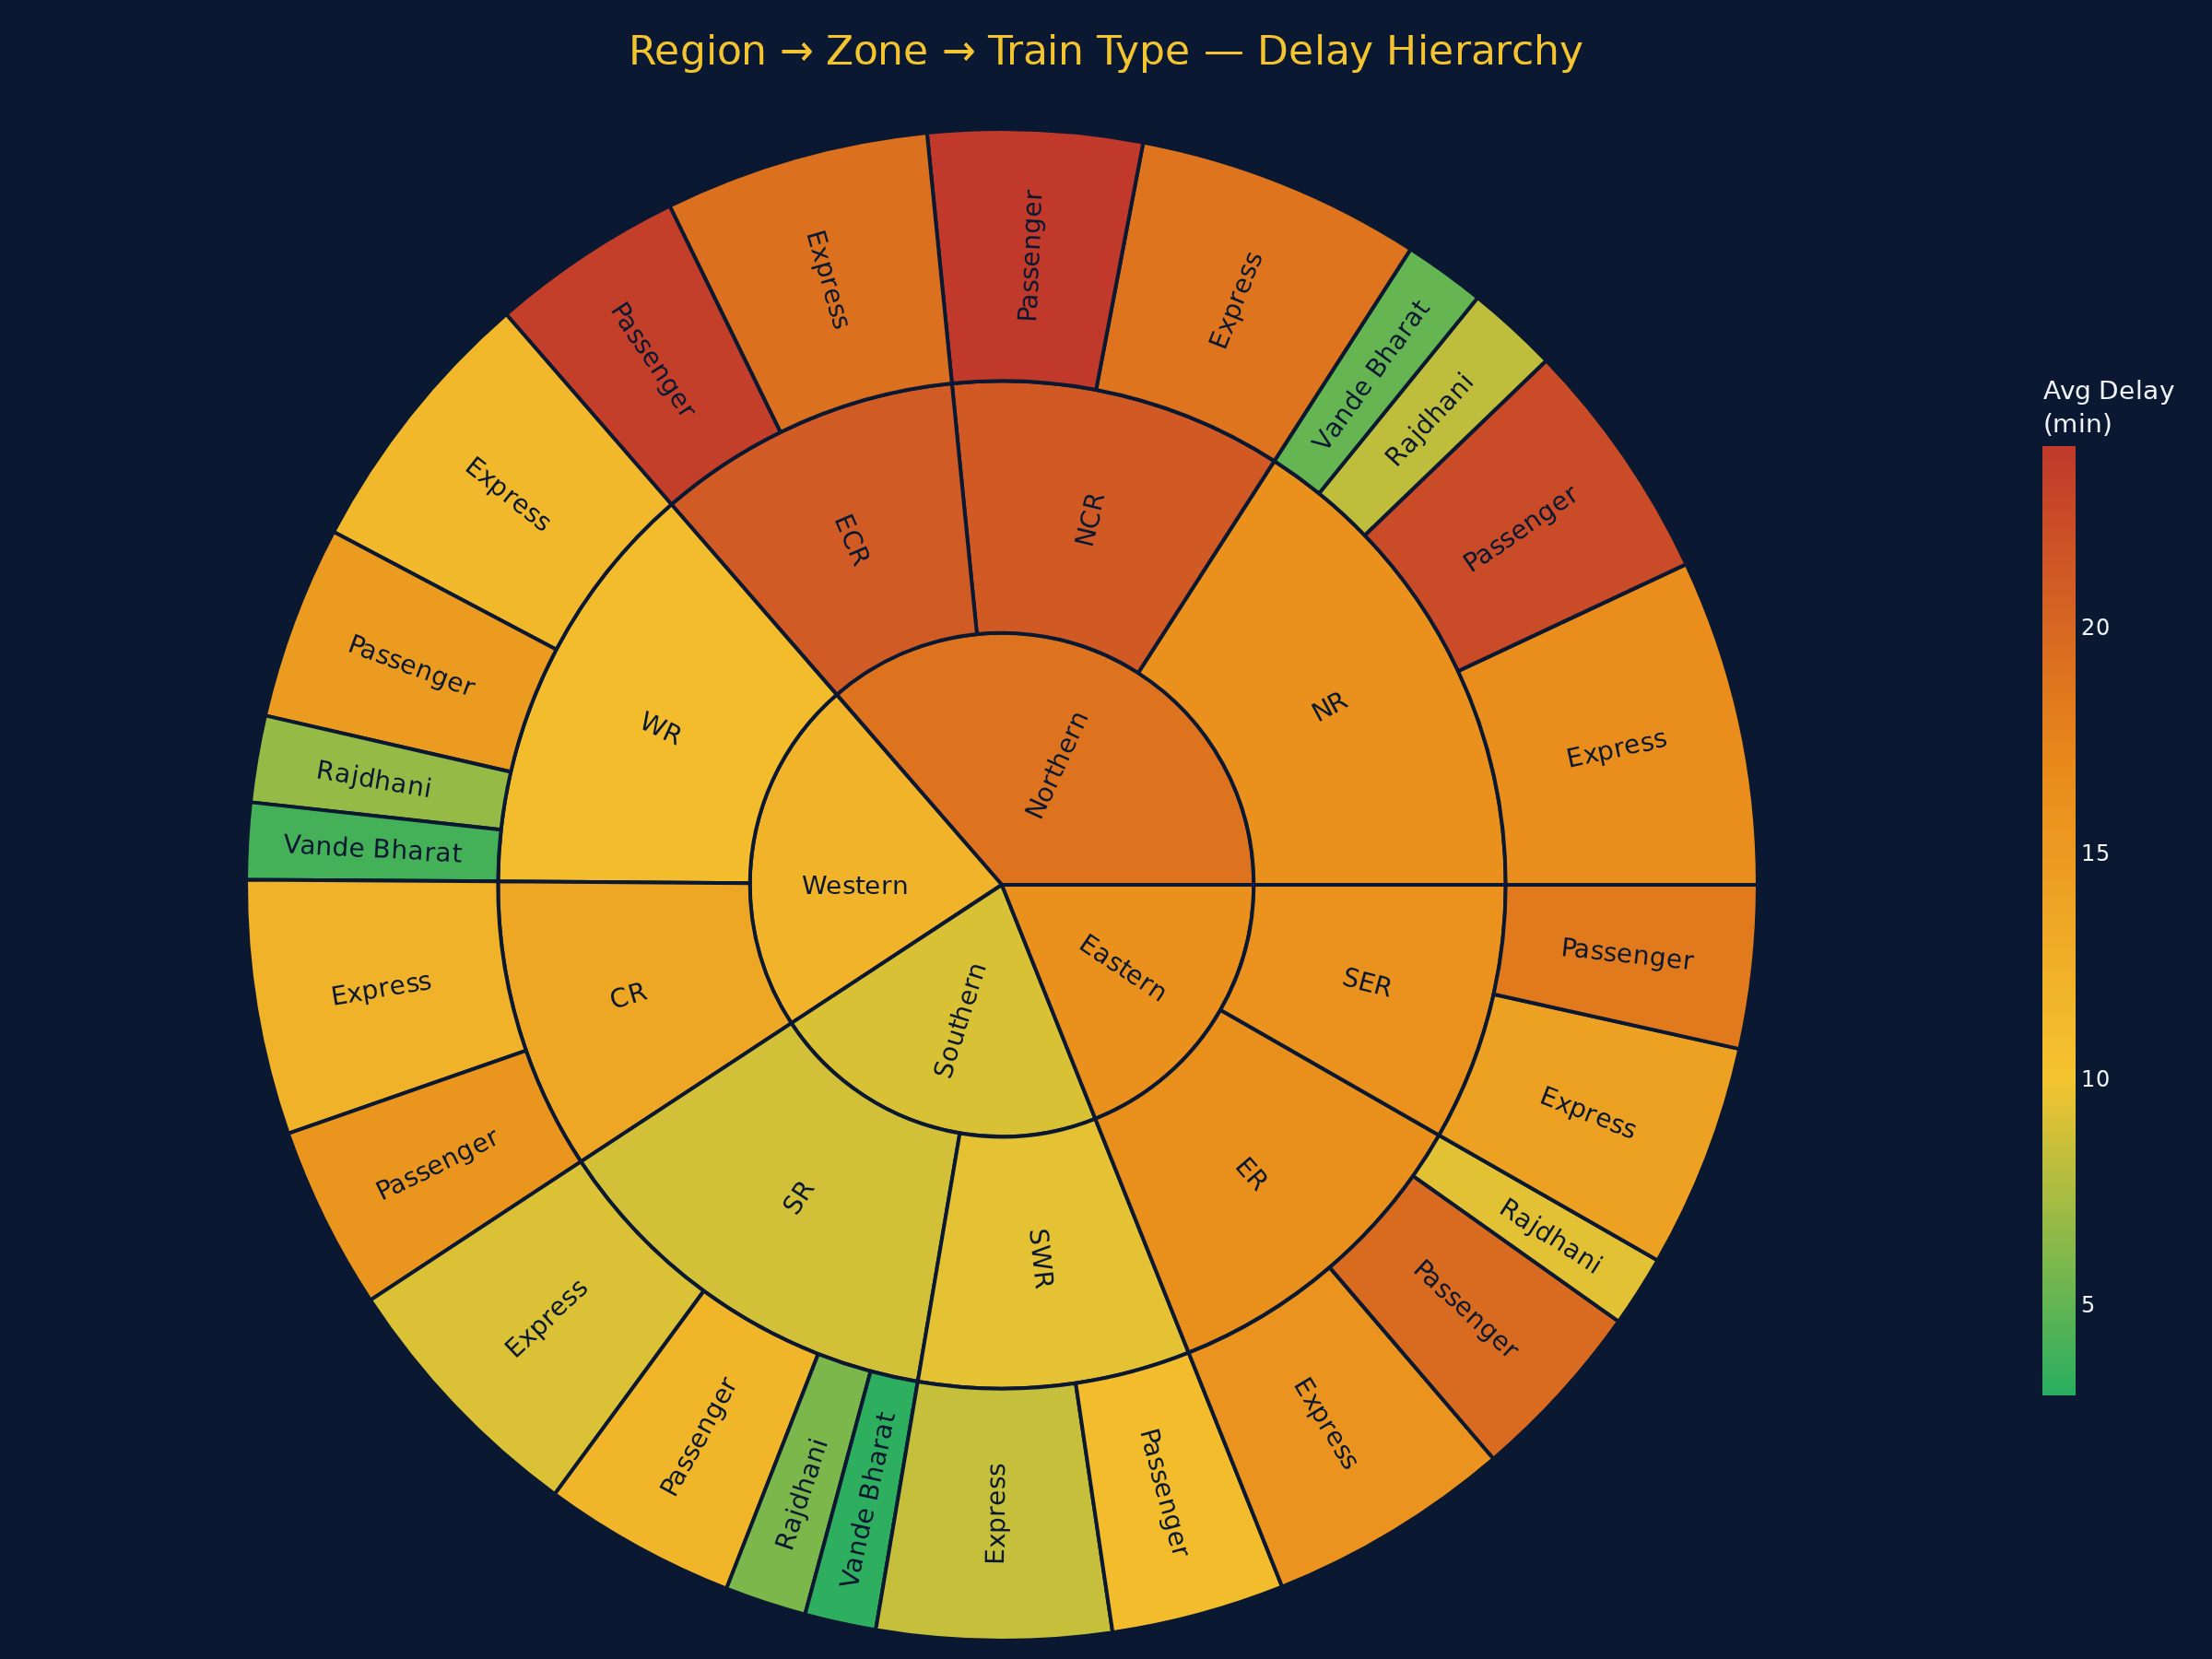 Region → Zone → Train Type — Delay Hierarchy
Northern
Western
Southern
Eastern
NR
NCR
ECR
WR
CR
SR
SWR
ER
SER
Express
Passenger
Rajdhani
Vande Bharat
Express
Passenger
Express
Passenger
Express
Passenger
Rajdhani
Vande Bharat
Express
Passenger
Express
Passenger
Rajdhani
Vande Bharat
Express
Passenger
Express
Passenger
Rajdhani
Express
Passenger
Avg Delay
(min)
20
15
10
5